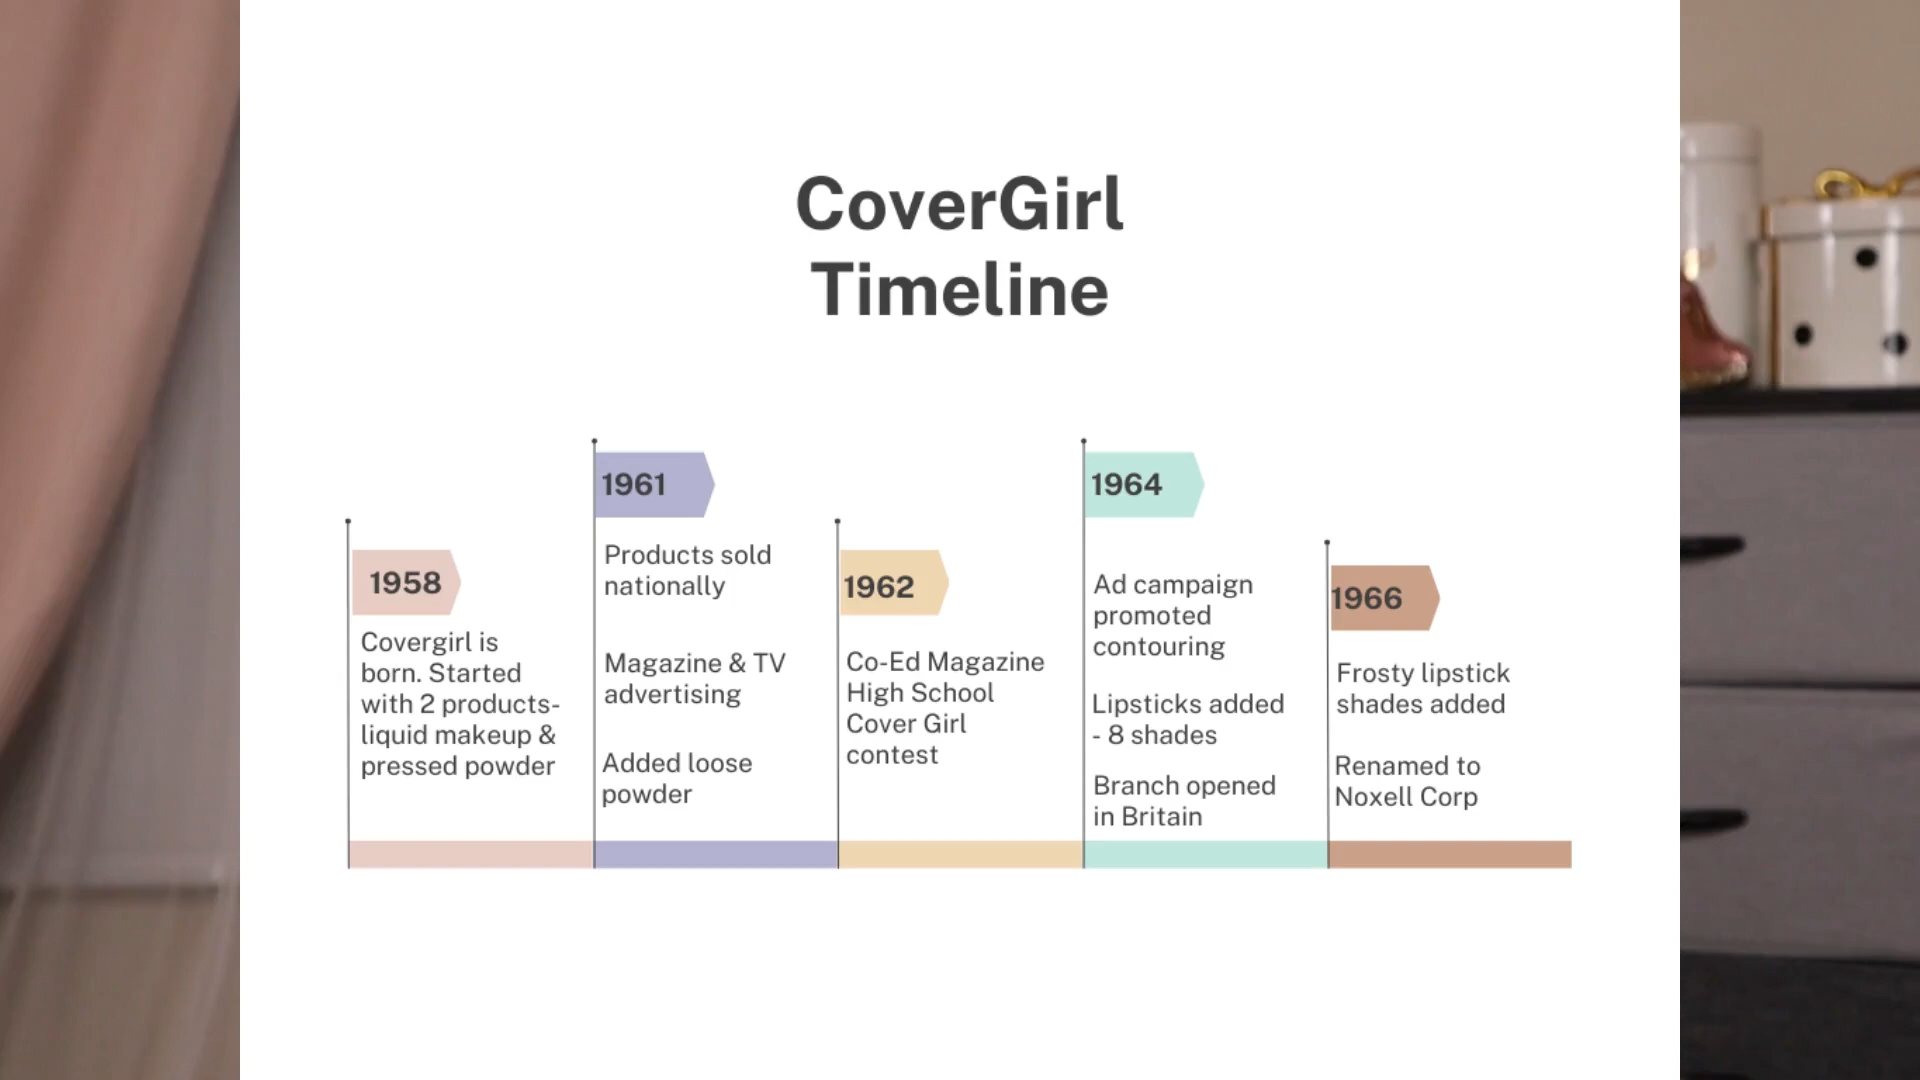 CoverGirl
Timeline
1958
Covergirl is
born. Started
with 2 products-
liquid makeup &
pressed powder
1961
Products sold
nationally
Magazine & TV
advertising
Added loose
powder
1962
Co-Ed Magazine
High School
Cover Girl
contest
1964
Ad campaign
promoted
contouring
Lipsticks added
- 8 shades
Branch opened
in Britain
1966
Frosty lipstick
shades added
Renamed to
Noxell Corp